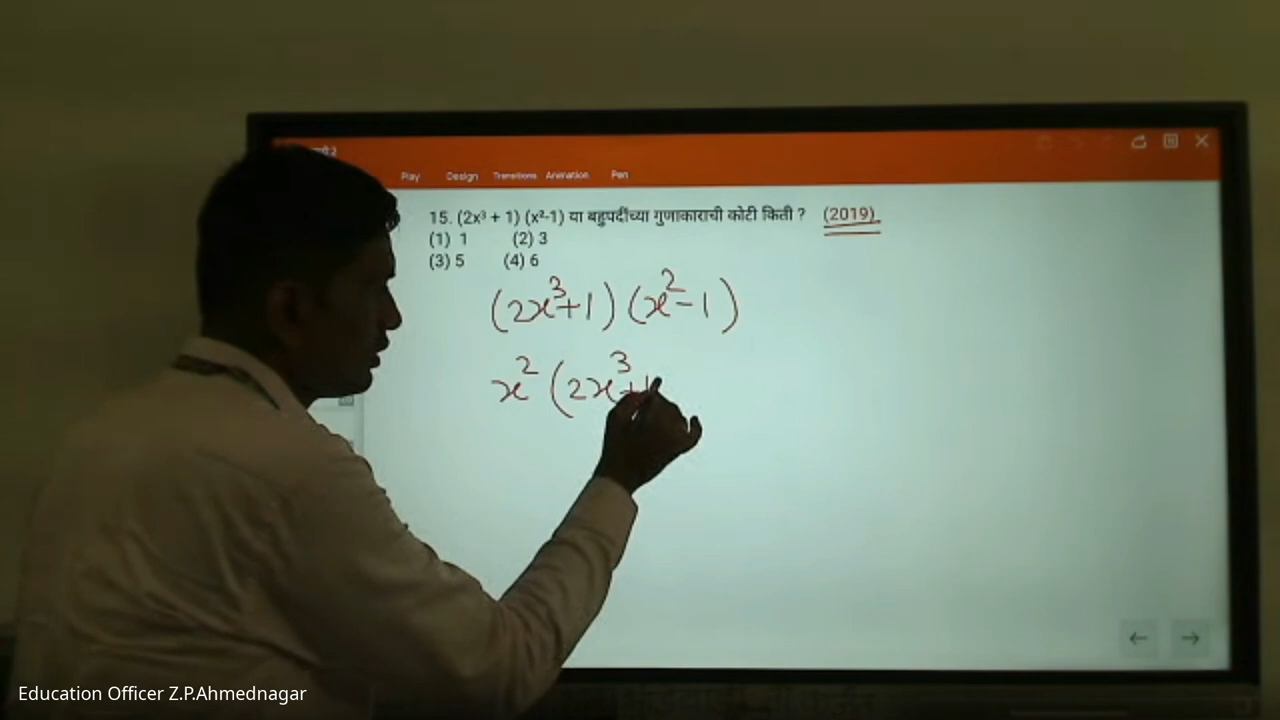 Play Design Transitions Animation Pen
15. (2x³ + 1) (x²-1) या बहुपदींच्या गुणाकाराची कोटी किती ? (2019)
(1) 1 (2) 3
(3) 5 (4) 6
(2x³+1) (x²-1)
x² (2x³+1
Education Officer Z.P.Ahmednagar